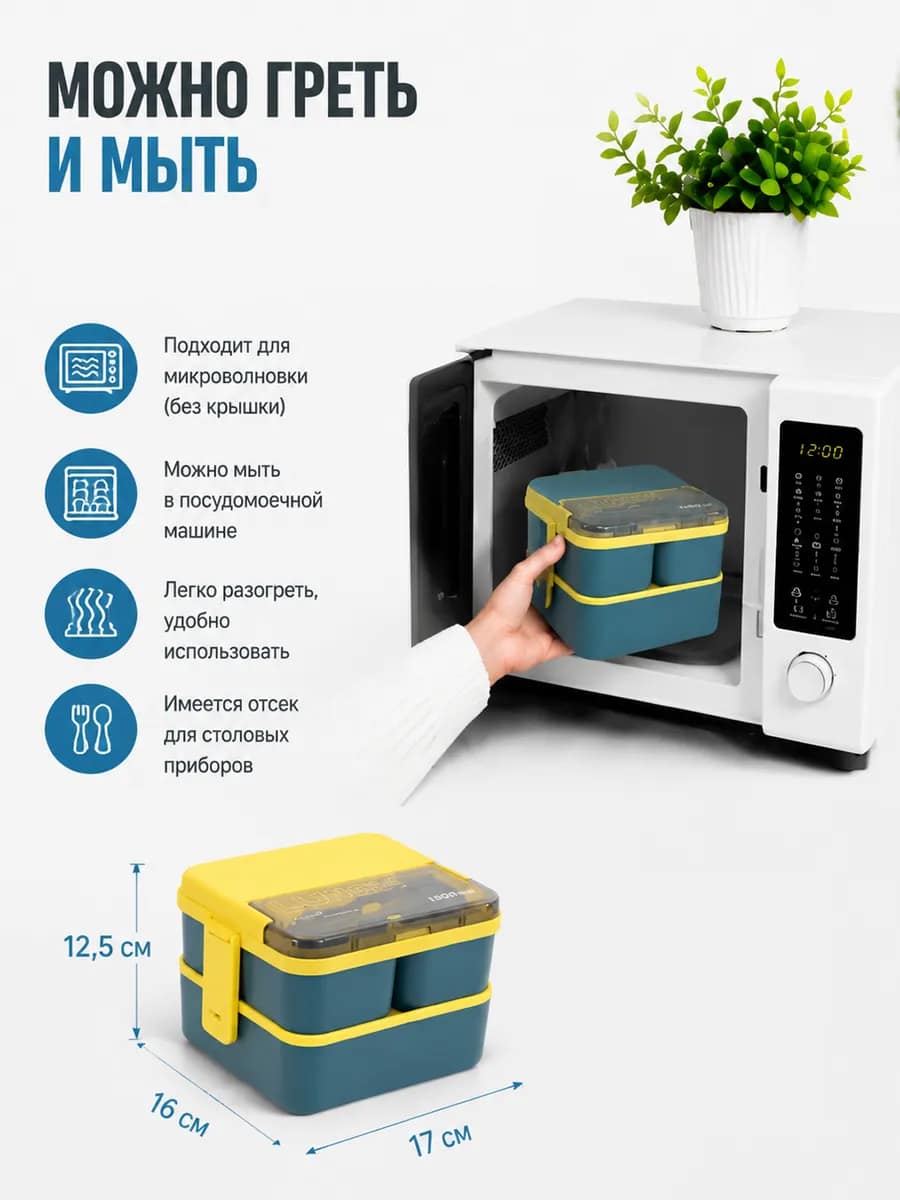 МОЖНО ГРЕТЬ
И МЫТЬ
Подходит для
микроволновки
(без крышки)
Можно мыть
в посудомоечной
машине
Легко разогреть,
удобно
использовать
Имеется отсек
для столовых
приборов
12:00
12,5 см
16 см
17 см